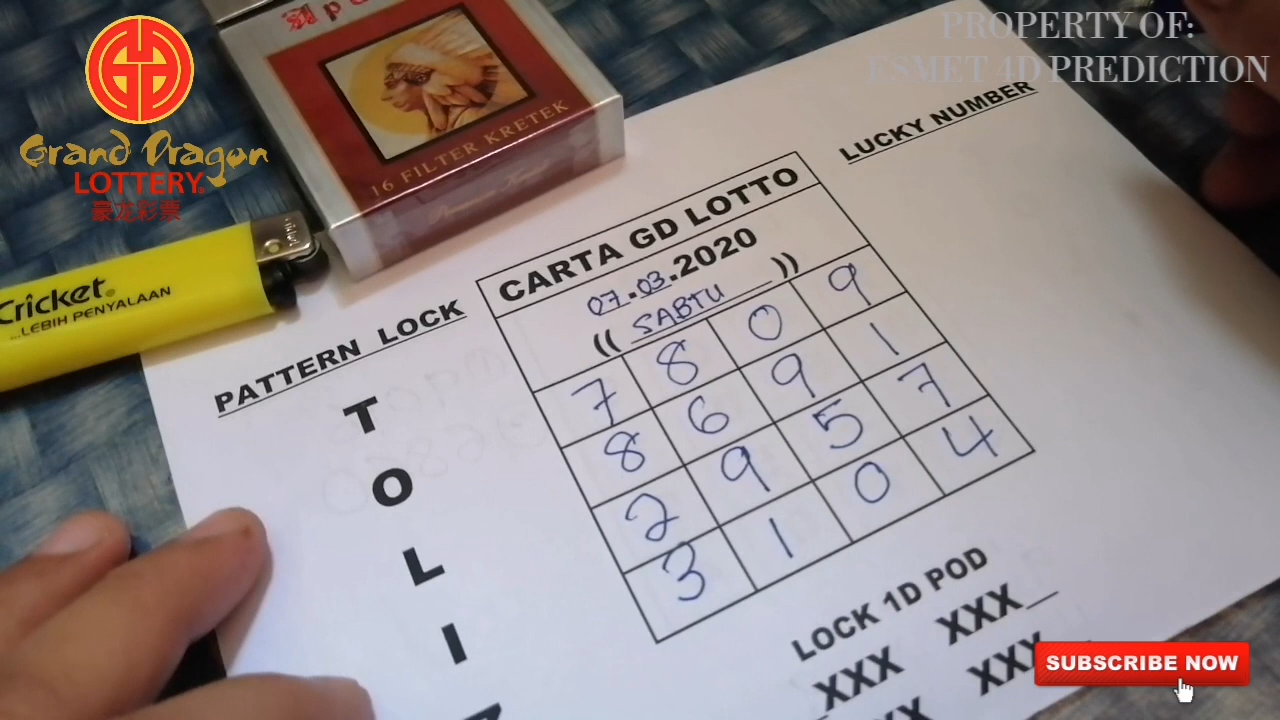 PROPERTY OF:
ESMET 4D PREDICTION
Grand Dragon
LOTTERY
豪龙彩票
16 FILTER KRETEK
Cricket
...LEBIH PENYALAAN
LUCKY NUMBER
PATTERN LOCK
T
O
L
I
CARTA GD LOTTO
07.03.2020
(( SABTU ))
7 8 0 9
8 6 9 1
2 9 5 7
3 1 0 4
LOCK 1D POD
XXX XXX_
XXX
SUBSCRIBE NOW